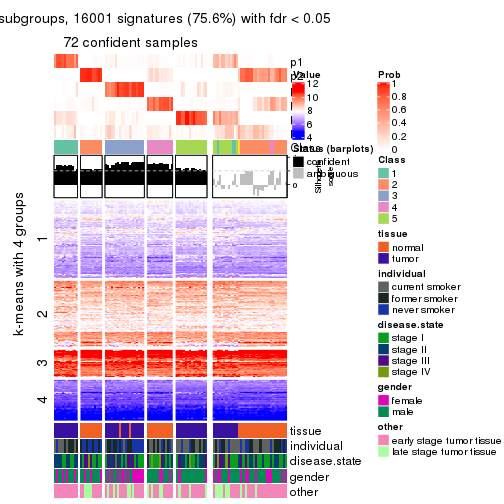 subgroups, 16001 signatures (75.6%) with fdr < 0.05
72 confident samples
p1
Value
12
10
8
6
4
Prob
1
0.8
0.6
0.4
0.2
0
Class
1
2
3
4
5
(barplots)
confident
ambiguous
0
k-means with 4 groups
1
2
3
4
tissue
normal
tumor
individual
current smoker
former smoker
never smoker
disease.state
stage I
stage II
stage III
stage IV
gender
female
male
other
early stage tumor tissue
late stage tumor tissue
tissue
individual
disease.state
gender
other